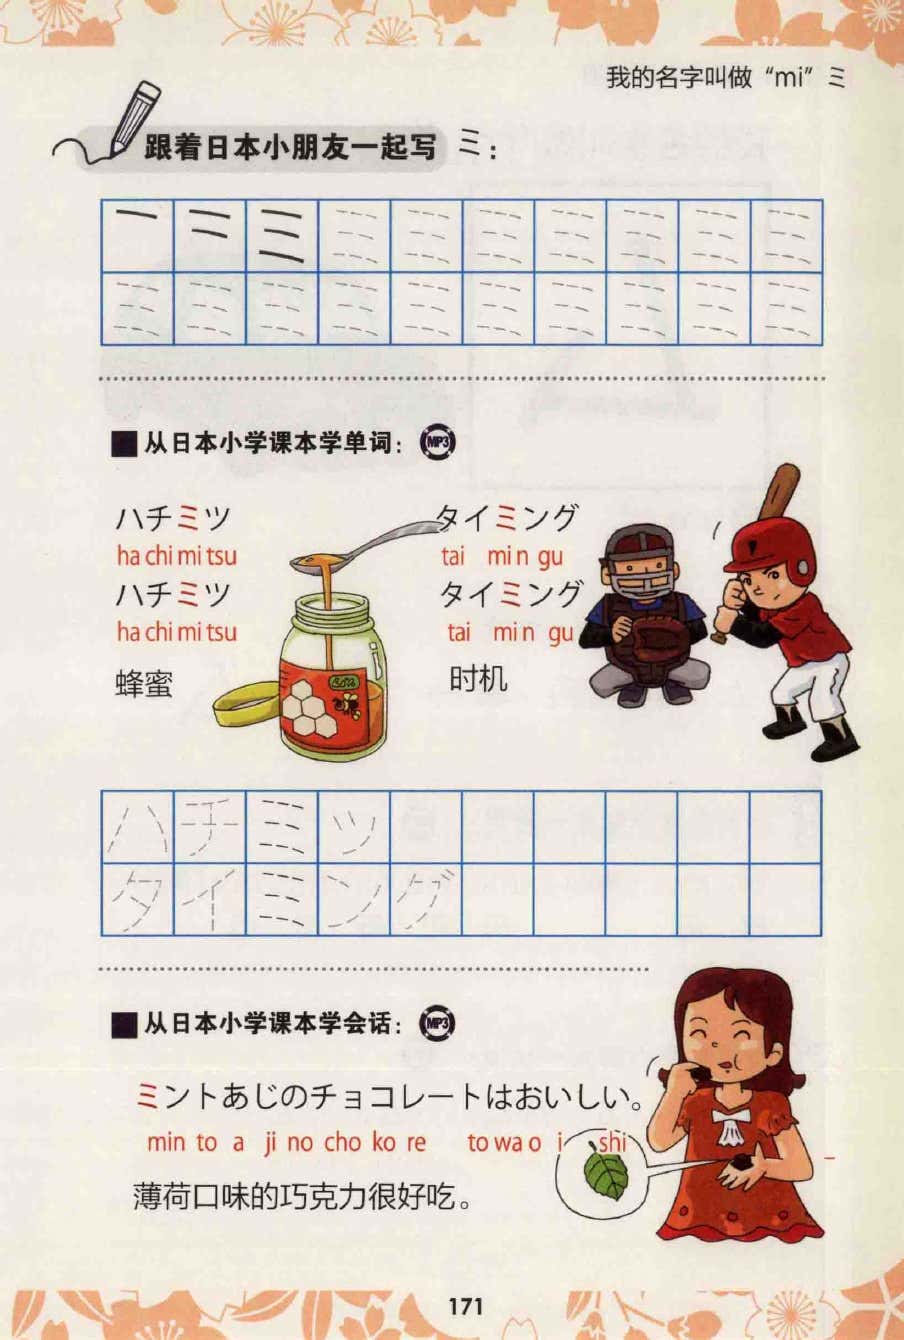 我的名字叫做“mi”ミ
跟着日本小朋友一起写 ミ：
一 ミ ミ ミ ミ ミ ミ ミ ミ
ミ ミ ミ ミ ミ ミ ミ ミ ミ ミ
■ 从日本小学课本学单词： MP3
ハチミツ
ha chi mi tsu
ハチミツ
ha chi mi tsu
蜂蜜
タイミング
tai min gu
タイミング
tai min gu
时机
ハ チ ミ ツ
タ イ ミ ン グ
■ 从日本小学课本学会话： MP3
ミントあじのチョコレートはおいしい。
min to a ji no cho ko re to wa o i shi
薄荷口味的巧克力很好吃。
171